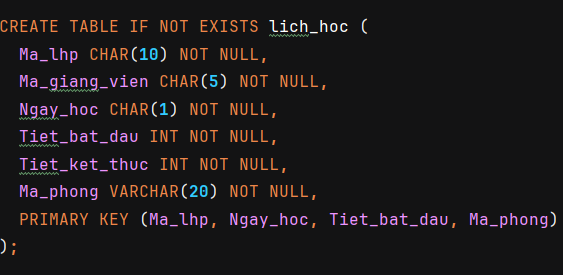 CREATE TABLE IF NOT EXISTS lich_hoc (
Ma_lhp CHAR(10) NOT NULL,
Ma_giang_vien CHAR(5) NOT NULL,
Ngay_hoc CHAR(1) NOT NULL,
Tiet_bat_dau INT NOT NULL,
Tiet_ket_thuc INT NOT NULL,
Ma_phong VARCHAR(20) NOT NULL,
PRIMARY KEY (Ma_lhp, Ngay_hoc, Tiet_bat_dau, Ma_phong)
);